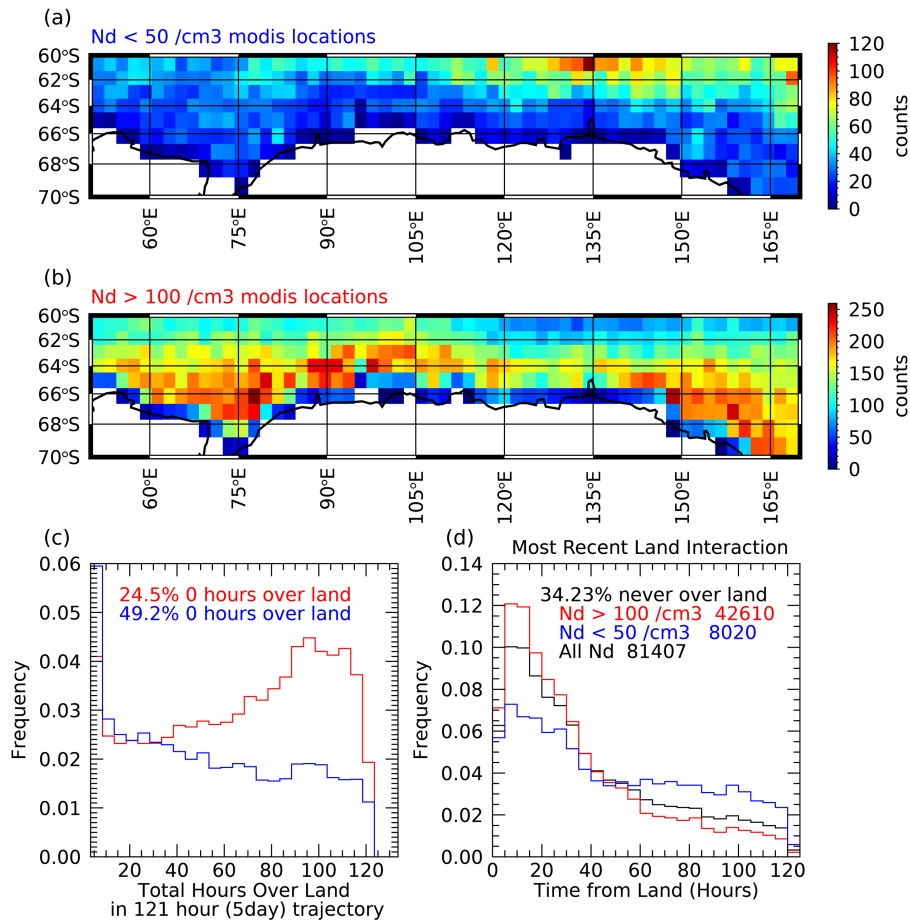 (a)
Nd < 50 /cm3 modis locations
60°S
62°S
64°S
66°S
68°S
70°S
60°E
75°E
90°E
105°E
120°E
135°E
150°E
165°E
120
100
80
60
40
20
0
counts
(b)
Nd > 100 /cm3 modis locations
60°S
62°S
64°S
66°S
68°S
70°S
60°E
75°E
90°E
105°E
120°E
135°E
150°E
165°E
250
200
150
100
50
0
counts
(c)
24.5% 0 hours over land
49.2% 0 hours over land
0.06
0.05
0.04
0.03
0.02
0.01
0.00
Frequency
20 40 60 80 100 120
Total Hours Over Land
in 121 hour (5day) trajectory
(d)
Most Recent Land Interaction
34.23% never over land
Nd > 100 /cm3 42610
Nd < 50 /cm3 8020
All Nd 81407
0.14
0.12
0.10
0.08
0.06
0.04
0.02
0.00
Frequency
0 20 40 60 80 100 120
Time from Land (Hours)